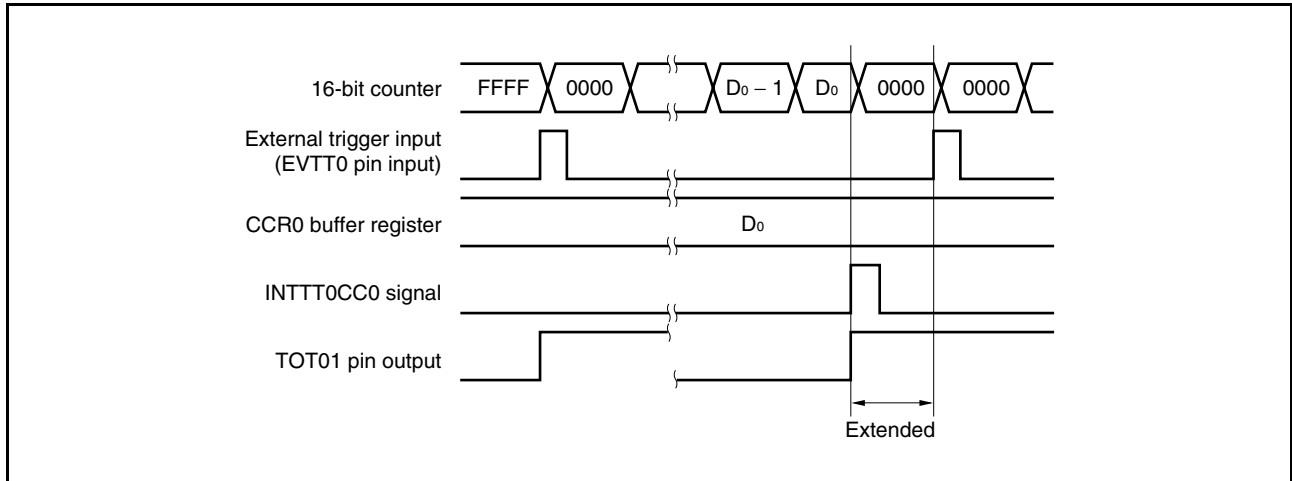 16-bit counter FFFF 0000 D₀ − 1 D₀ 0000 0000
External trigger input
(EVTT0 pin input)
CCR0 buffer register D₀
INTTT0CC0 signal
TOT01 pin output
Extended